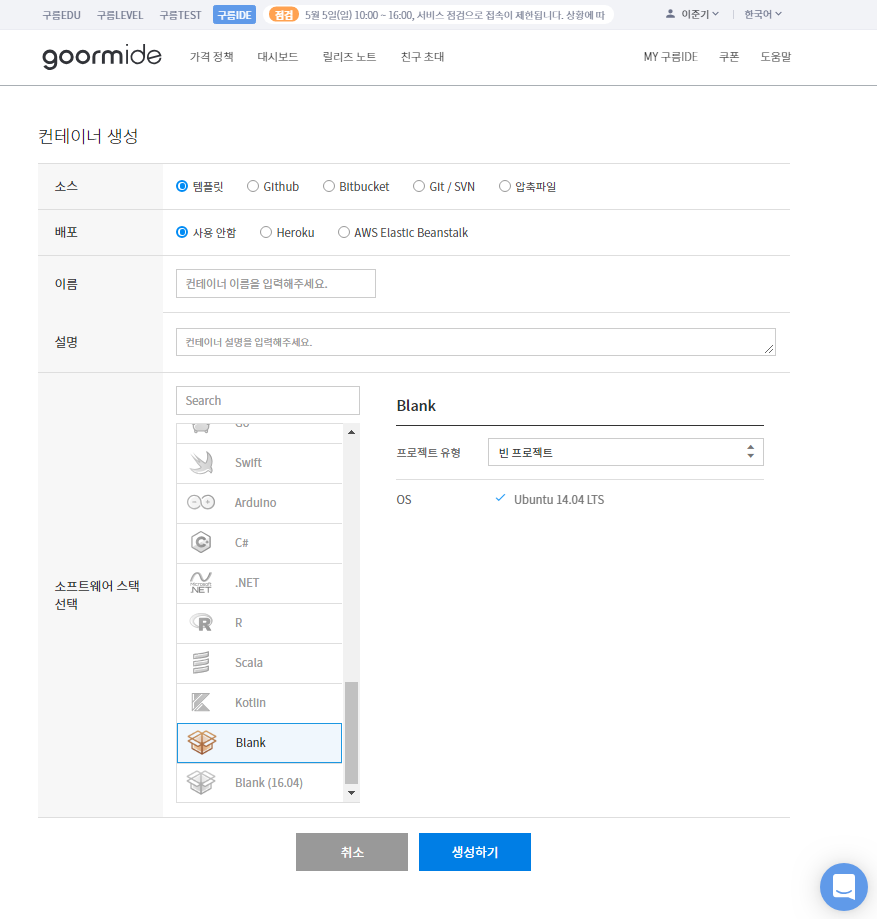 구름EDU 구름LEVEL 구름TEST 구름IDE 점검 5월 5일(일) 10:00 ~ 16:00, 서비스 점검으로 접속이 제한됩니다. 상황에 따 이준기 한국어
goormide 가격 정책 대시보드 릴리즈 노트 친구 초대 MY 구름IDE 쿠폰 도움말
컨테이너 생성
소스 템플릿 Github Bitbucket Git / SVN 압축파일
배포 사용 안함 Heroku AWS Elastic Beanstalk
이름 컨테이너 이름을 입력해주세요.
설명 컨테이너 설명을 입력해주세요.
소프트웨어 스택
선택
Search
Go
Swift
Arduino
C#
MICROSOFT .NET .NET
R R
Scala
Kotlin
Blank
Blank (16.04)
Blank
프로젝트 유형 빈 프로젝트
OS Ubuntu 14.04 LTS
취소 생성하기